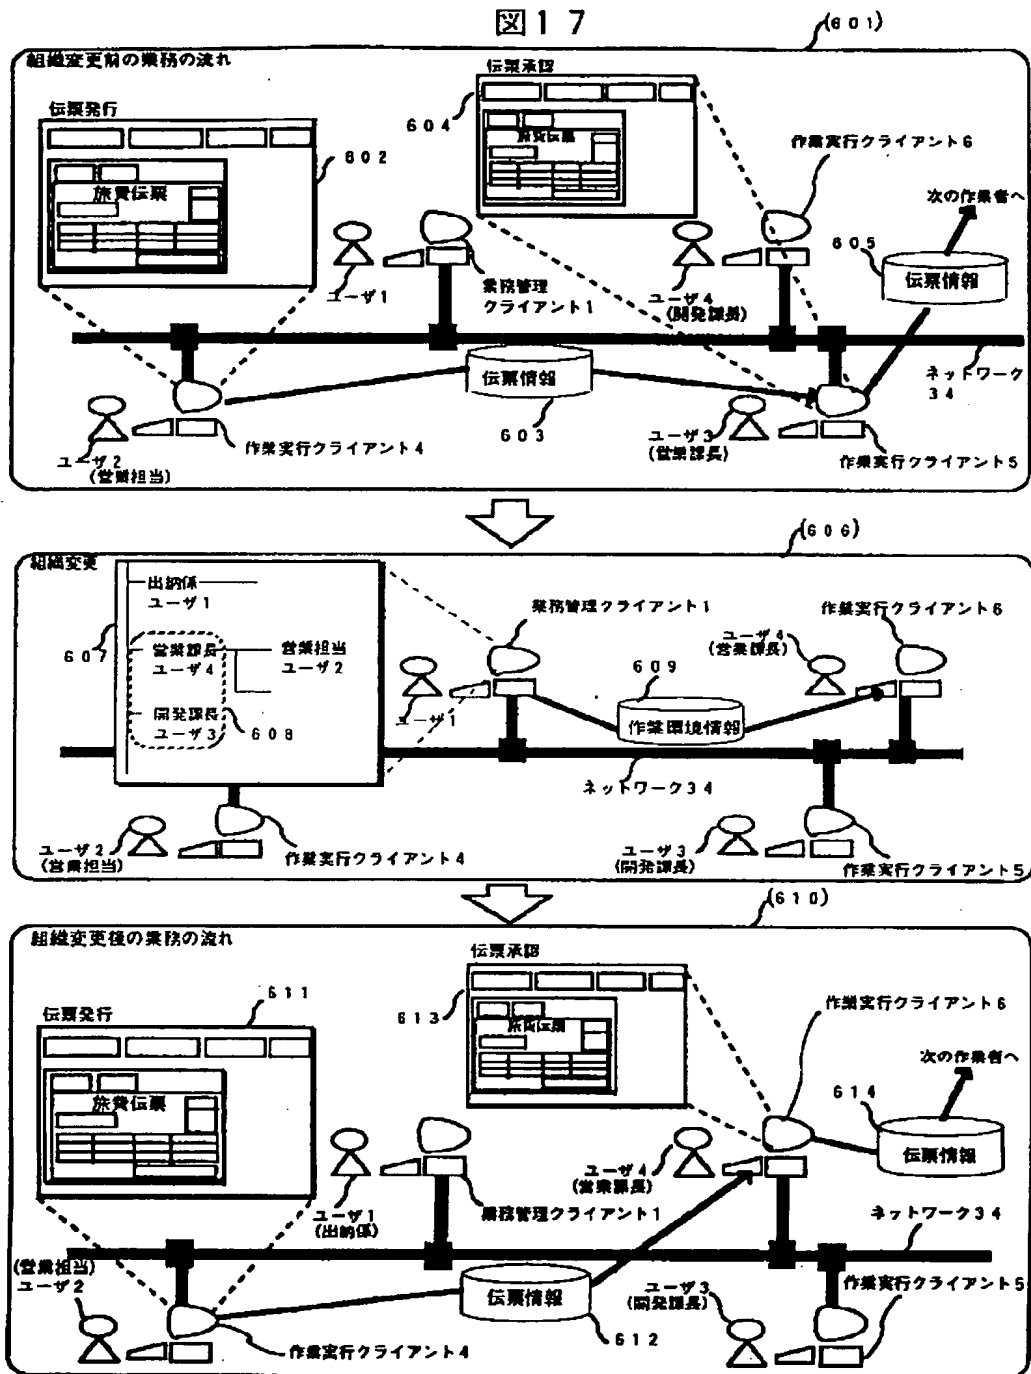 図17
(601)
組織変更前の業務の流れ
伝票発行
旅費伝票
602
伝票承認
604
旅費伝票
作業実行クライアント6
次の作業者へ
605
伝票情報
ユーザ1
業務管理
クライアント1
ユーザ4
(開発課長)
ネットワーク
34
伝票情報
603
ユーザ2
(営業担当)
作業実行クライアント4
ユーザ3
(営業課長)
作業実行クライアント5
(606)
組織変更
出納係
ユーザ1
607
営業課長
ユーザ4
営業担当
ユーザ2
開発課長
ユーザ3
608
業務管理クライアント1
作業実行クライアント6
ユーザ4
(営業課長)
609
ユーザ1
作業環境情報
ネットワーク34
ユーザ2
(営業担当)
作業実行クライアント4
ユーザ3
(開発課長)
作業実行クライアント5
(610)
組織変更後の業務の流れ
伝票発行
611
旅費伝票
伝票承認
613
旅費伝票
作業実行クライアント6
次の作業者へ
614
伝票情報
ユーザ1
(出納係)
業務管理クライアント1
ユーザ4
(営業課長)
ネットワーク34
(営業担当)
ユーザ2
伝票情報
612
ユーザ3
(開発課長)
作業実行クライアント5
作業実行クライアント4